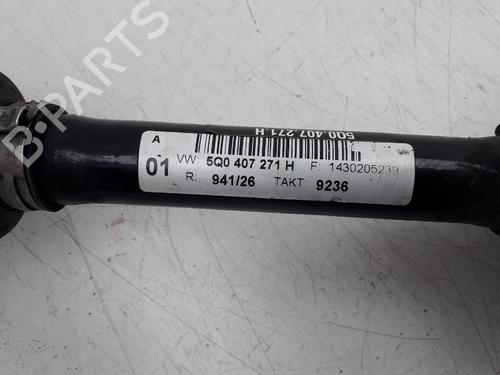 5Q0.407.271.H
A
01 VW: 5Q0 407 271 H F: 1430205239
R: 941/26 TAKT: 9236
B-Parts